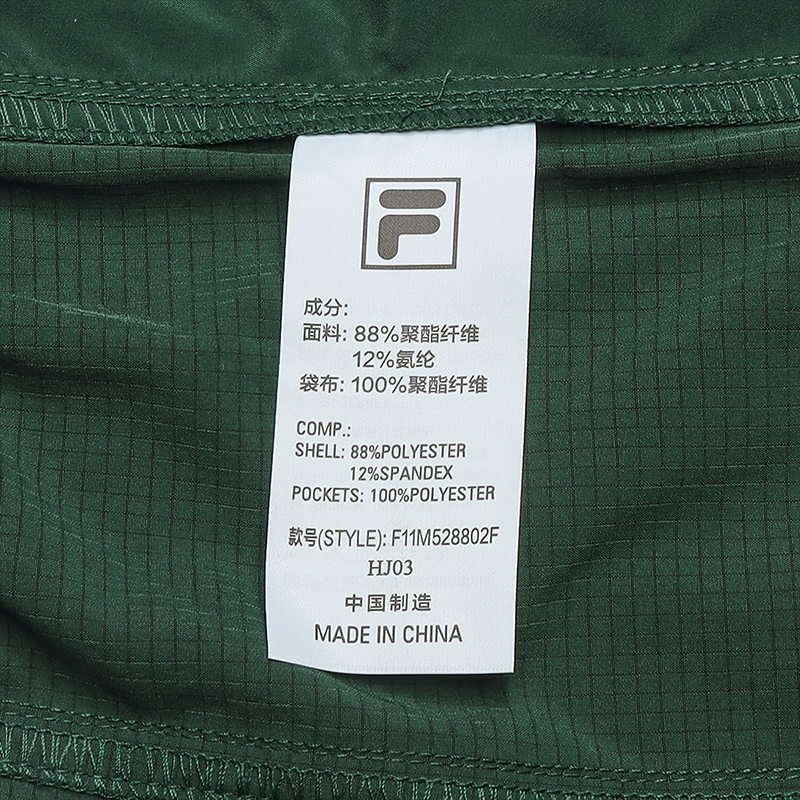 F
成分:
面料: 88%聚酯纤维
12%氨纶
袋布: 100%聚酯纤维
COMP.:
SHELL: 88%POLYESTER
12%SPANDEX
POCKETS: 100%POLYESTER
款号(STYLE): F11M528802F
HJ03
中国制造
MADE IN CHINA